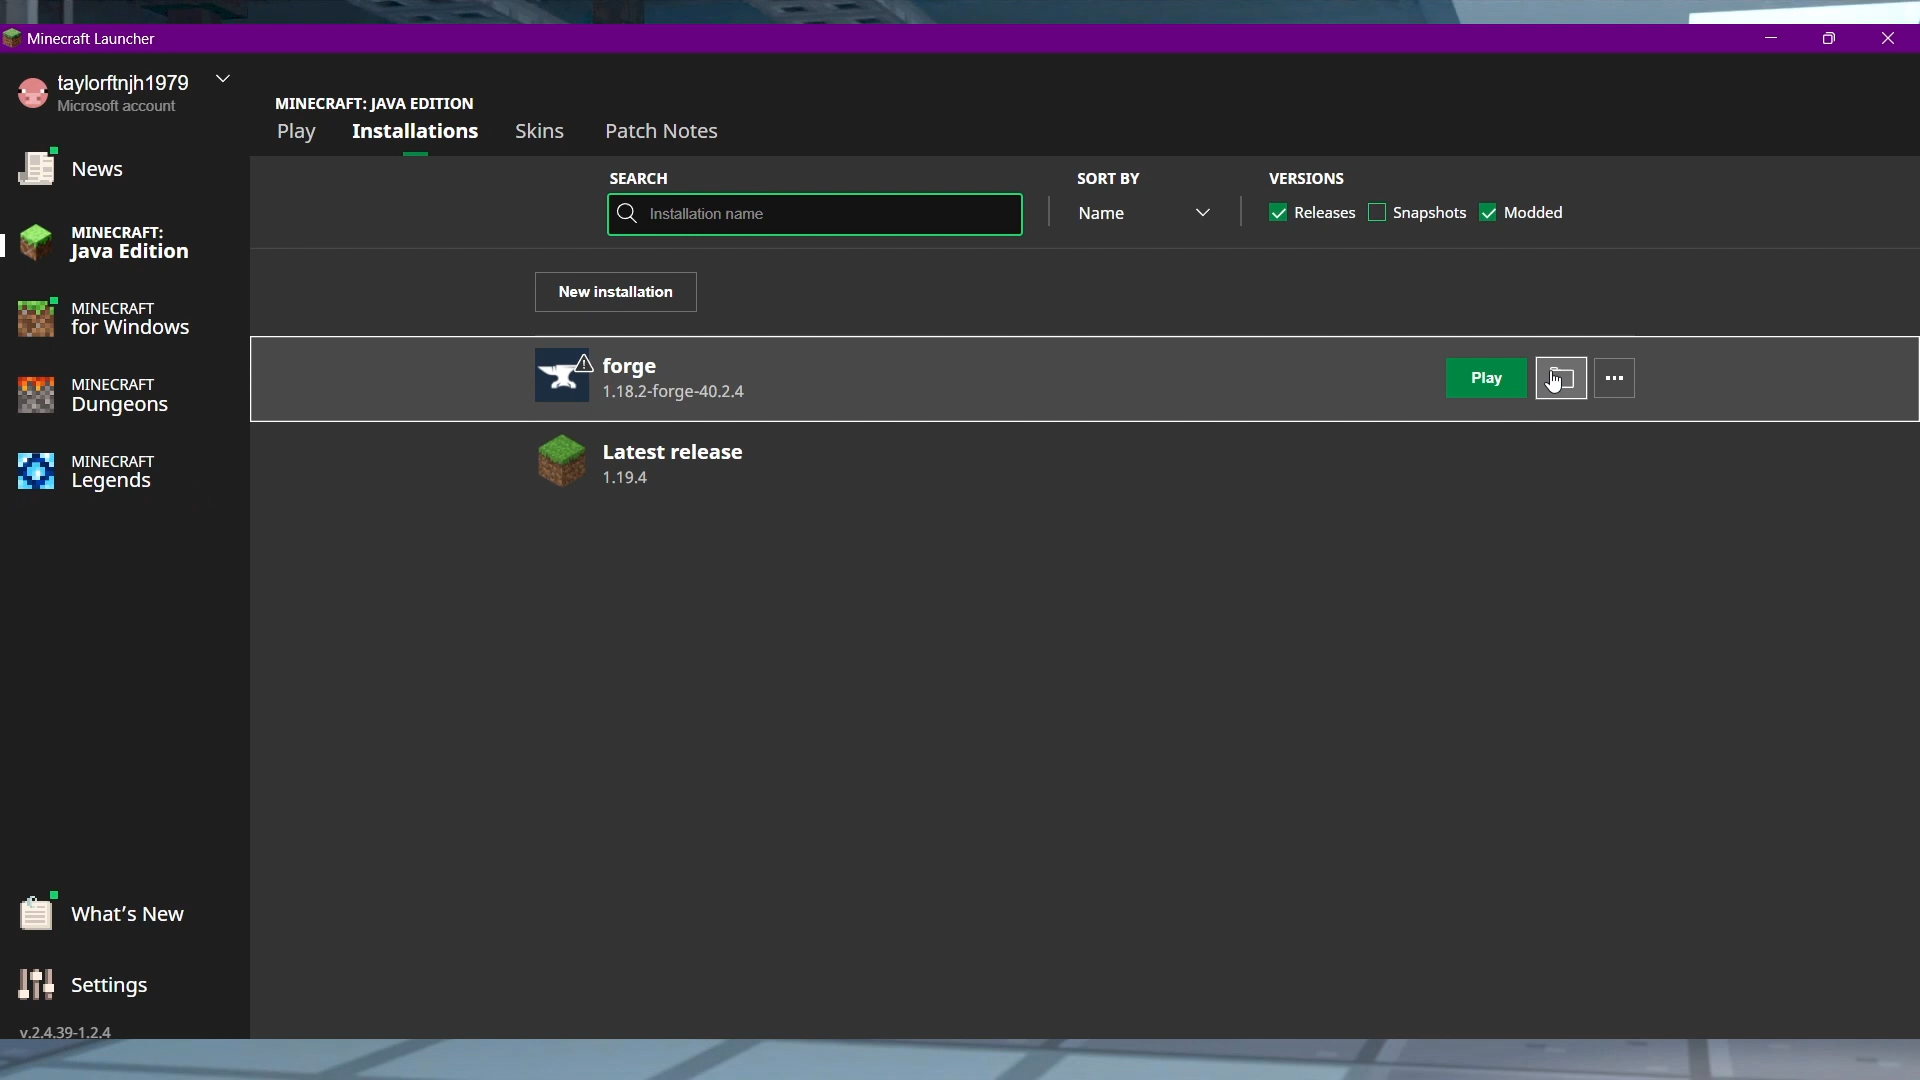 Minecraft Launcher
taylorftnjh1979
Microsoft account
News
MINECRAFT:
Java Edition
MINECRAFT
for Windows
MINECRAFT
Dungeons
MINECRAFT
Legends
What's New
Settings
v.2.4.39-1.2.4
MINECRAFT: JAVA EDITION
Play Installations Skins Patch Notes
SEARCH SORT BY VERSIONS
Installation name Name Releases Snapshots Modded
New installation
forge
1.18.2-forge-40.2.4
Play
Latest release
1.19.4